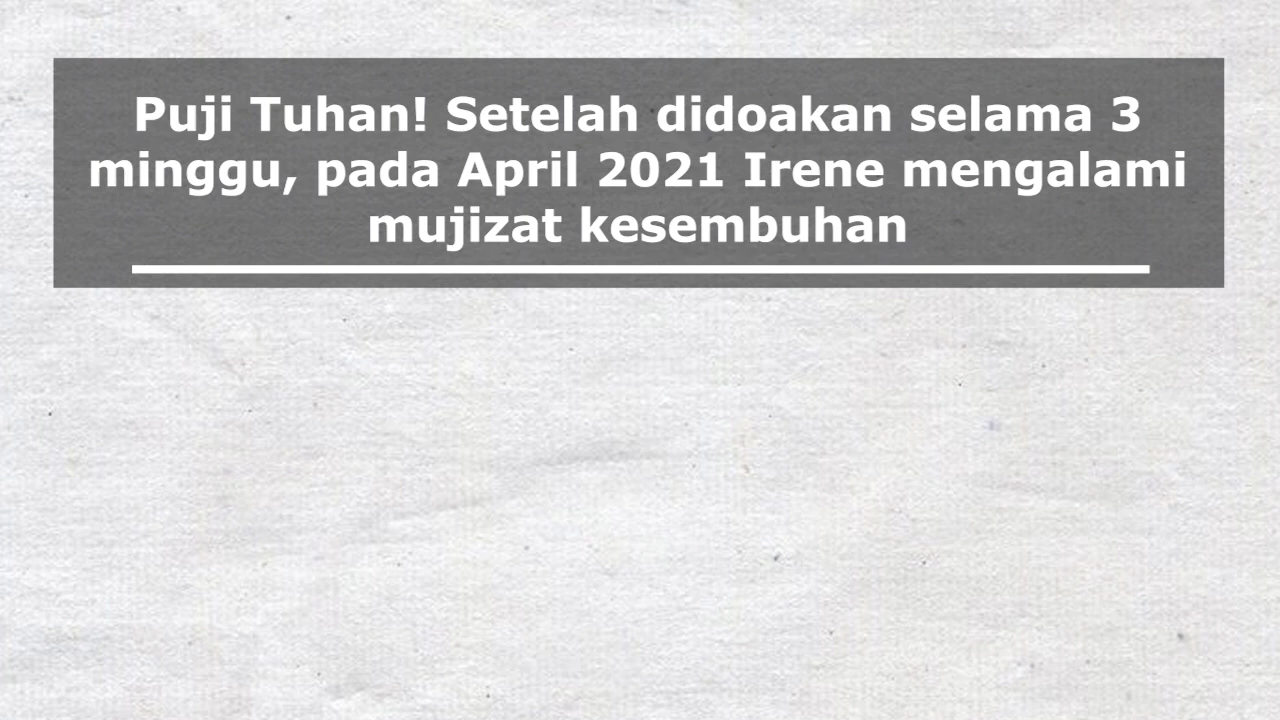 Puji Tuhan! Setelah didoakan selama 3
minggu, pada April 2021 Irene mengalami
mujizat kesembuhan